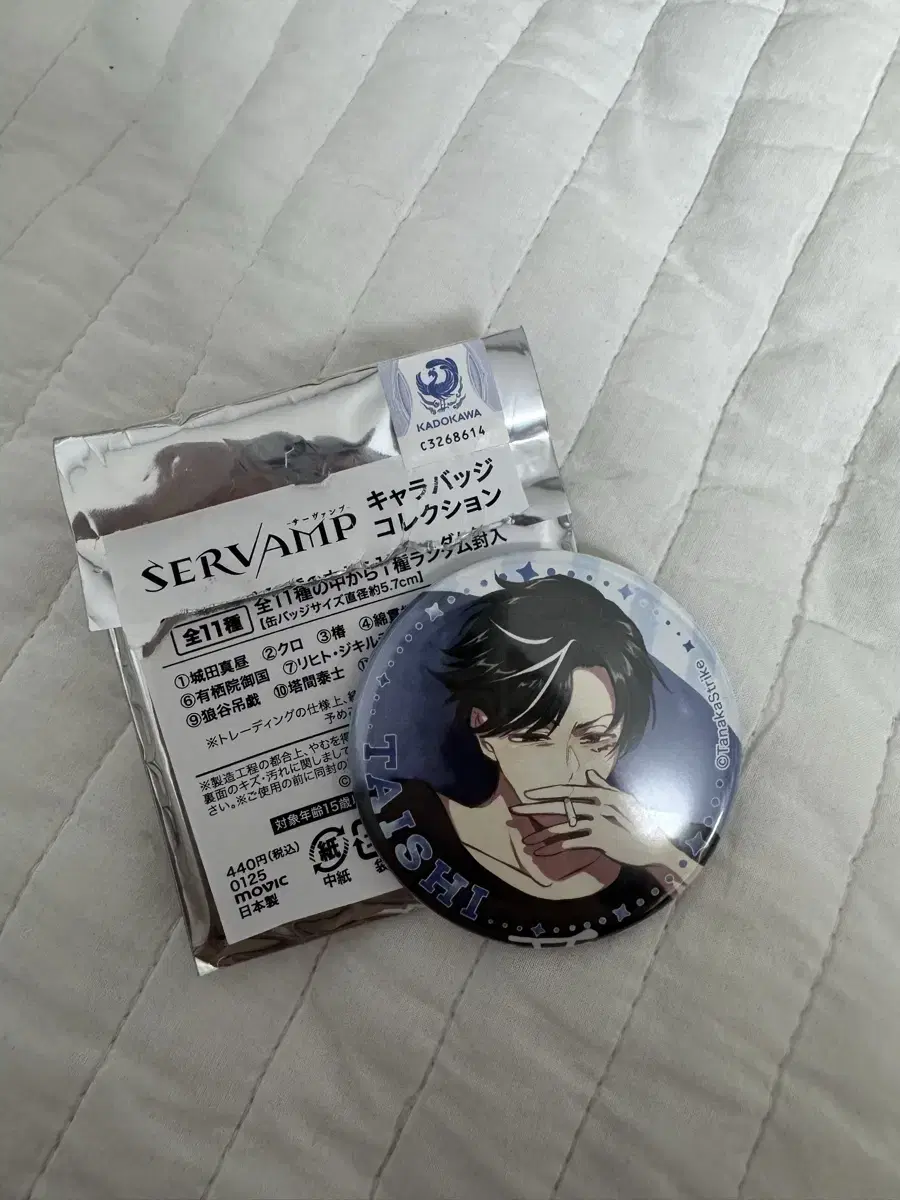 KADOKAWA
C3268614
-サーヴァンプ-
SERVAMP
キャラバッジ
コレクション
全11種
全11種の中から1種ランダム封入
[缶バッジサイズ直径約5.7cm]
①城田真昼 ②クロ ③椿 ④綿貫
⑥有栖院御国 ⑦リヒト・ジキルラ
⑨狼谷吊戯 ⑩塔間泰士
※トレーディングの仕様上、
予め
※製造工程の都合上、やむを得
裏面のキズ・汚れに関しまして
さい。※ご使用の前に同封の
©
対象年齢15歳
440円(税込)
0125
movic
日本製
紙
中紙
袋
TAISHI
©TanakaStrike